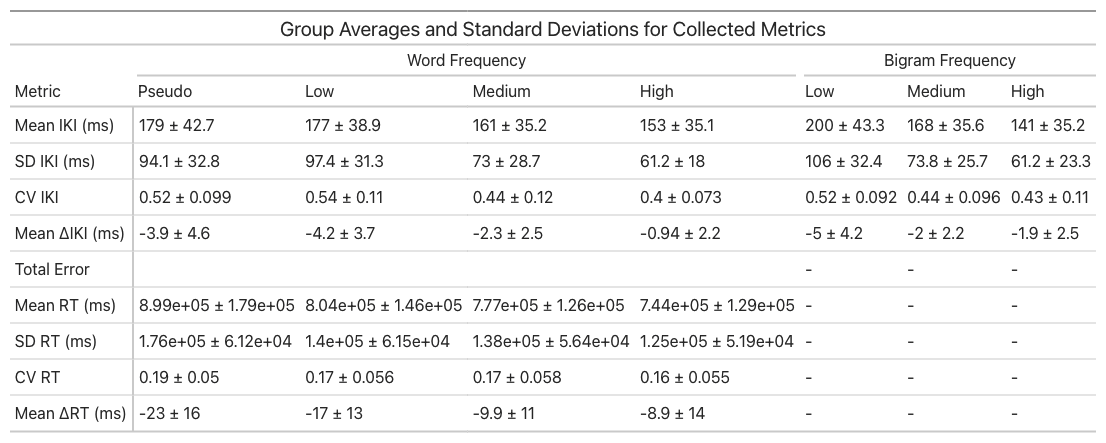 Group Averages and Standard Deviations for Collected Metrics
Word Frequency Bigram Frequency
Metric Pseudo Low Medium High Low Medium High
Mean IKI (ms) 179 ± 42.7 177 ± 38.9 161 ± 35.2 153 ± 35.1 200 ± 43.3 168 ± 35.6 141 ± 35.2
SD IKI (ms) 94.1 ± 32.8 97.4 ± 31.3 73 ± 28.7 61.2 ± 18 106 ± 32.4 73.8 ± 25.7 61.2 ± 23.3
CV IKI 0.52 ± 0.099 0.54 ± 0.11 0.44 ± 0.12 0.4 ± 0.073 0.52 ± 0.092 0.44 ± 0.096 0.43 ± 0.11
Mean ΔIKI (ms) -3.9 ± 4.6 -4.2 ± 3.7 -2.3 ± 2.5 -0.94 ± 2.2 -5 ± 4.2 -2 ± 2.2 -1.9 ± 2.5
Total Error - - -
Mean RT (ms) 8.99e+05 ± 1.79e+05 8.04e+05 ± 1.46e+05 7.77e+05 ± 1.26e+05 7.44e+05 ± 1.29e+05 - - -
SD RT (ms) 1.76e+05 ± 6.12e+04 1.4e+05 ± 6.15e+04 1.38e+05 ± 5.64e+04 1.25e+05 ± 5.19e+04 - - -
CV RT 0.19 ± 0.05 0.17 ± 0.056 0.17 ± 0.058 0.16 ± 0.055 - - -
Mean ΔRT (ms) -23 ± 16 -17 ± 13 -9.9 ± 11 -8.9 ± 14 - - -